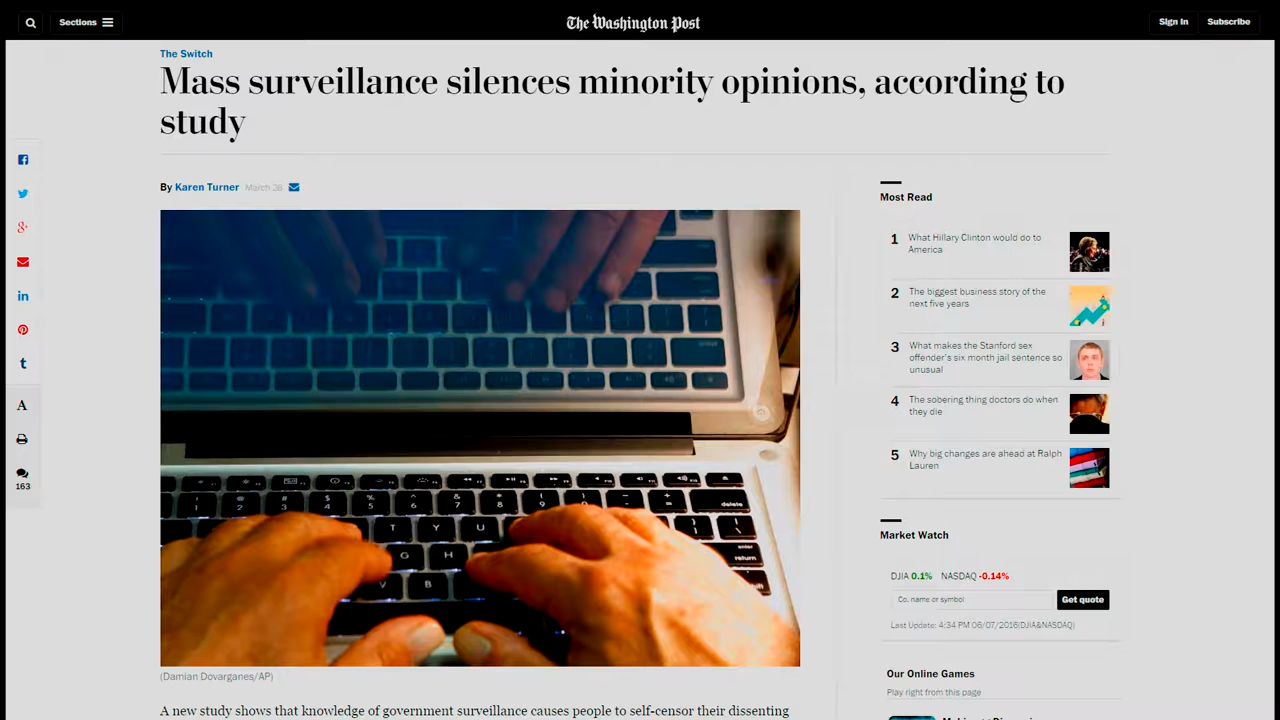 Sections
The Washington Post
Sign In
Subscribe
The Switch
Mass surveillance silences minority opinions, according to
study
By Karen Turner March 28
163
(Damian Dovarganes/AP)
A new study shows that knowledge of government surveillance causes people to self-censor their dissenting
Most Read
1 What Hillary Clinton would do to
America
2 The biggest business story of the
next five years
3 What makes the Stanford sex
offender's six month jail sentence so
unusual
4 The sobering thing doctors do when
they die
5 Why big changes are ahead at Ralph
Lauren
Market Watch
DJIA 0.1% NASDAQ -0.14%
Co. name or symbol
Get quote
Last Update: 4:34 PM 06/07/2016(DJIA&NASDAQ)
Our Online Games
Play right from this page